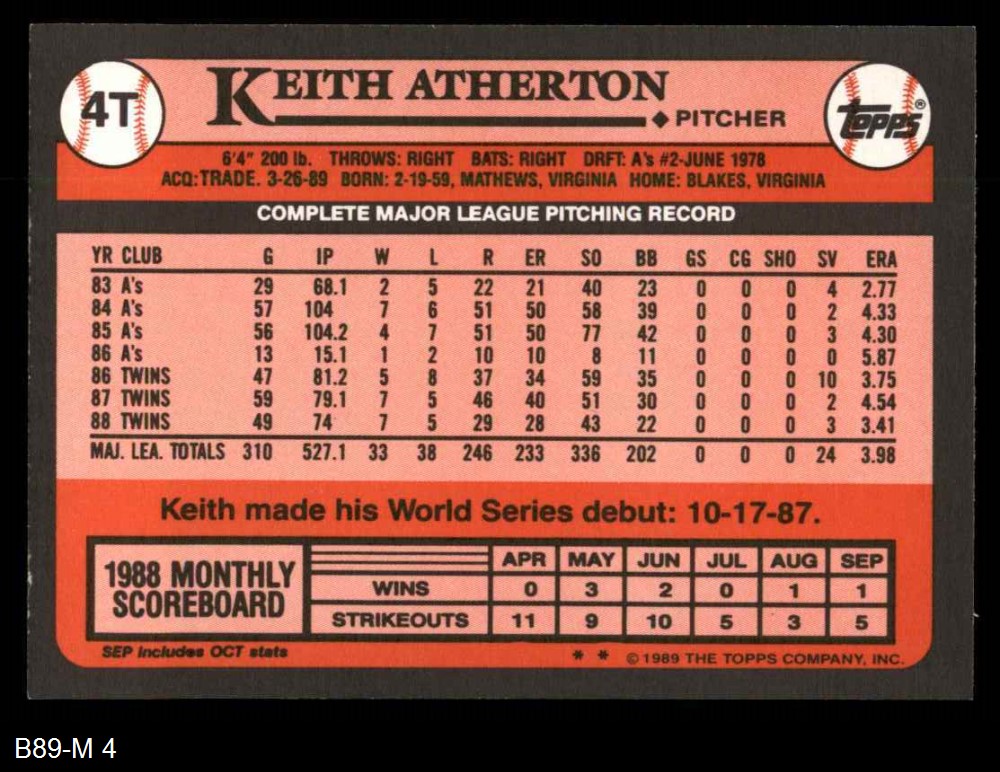 4T
KEITH ATHERTON
PITCHER
Topps®
6'4" 200 lb. THROWS: RIGHT BATS: RIGHT DRFT: A's #2-JUNE 1978
ACQ:TRADE. 3-26-89 BORN: 2-19-59, MATHEWS, VIRGINIA HOME: BLAKES, VIRGINIA
COMPLETE MAJOR LEAGUE PITCHING RECORD
YR CLUB G IP W L R ER SO BB GS CG SHO SV ERA
83 A's 29 68.1 2 5 22 21 40 23 0 0 0 4 2.77
84 A's 57 104 7 6 51 50 58 39 0 0 0 2 4.33
85 A's 56 104.2 4 7 51 50 77 42 0 0 0 3 4.30
86 A's 13 15.1 1 2 10 10 8 11 0 0 0 0 5.87
86 TWINS 47 81.2 5 8 37 34 59 35 0 0 0 10 3.75
87 TWINS 59 79.1 7 5 46 40 51 30 0 0 0 2 4.54
88 TWINS 49 74 7 5 29 28 43 22 0 0 0 3 3.41
MAJ. LEA. TOTALS 310 527.1 33 38 246 233 336 202 0 0 0 24 3.98
Keith made his World Series debut: 10-17-87.
1988 MONTHLY
SCOREBOARD
APR MAY JUN JUL AUG SEP
WINS 0 3 2 0 1 1
STRIKEOUTS 11 9 10 5 3 5
SEP Includes OCT stats
* * © 1989 THE TOPPS COMPANY, INC.
B89-M 4